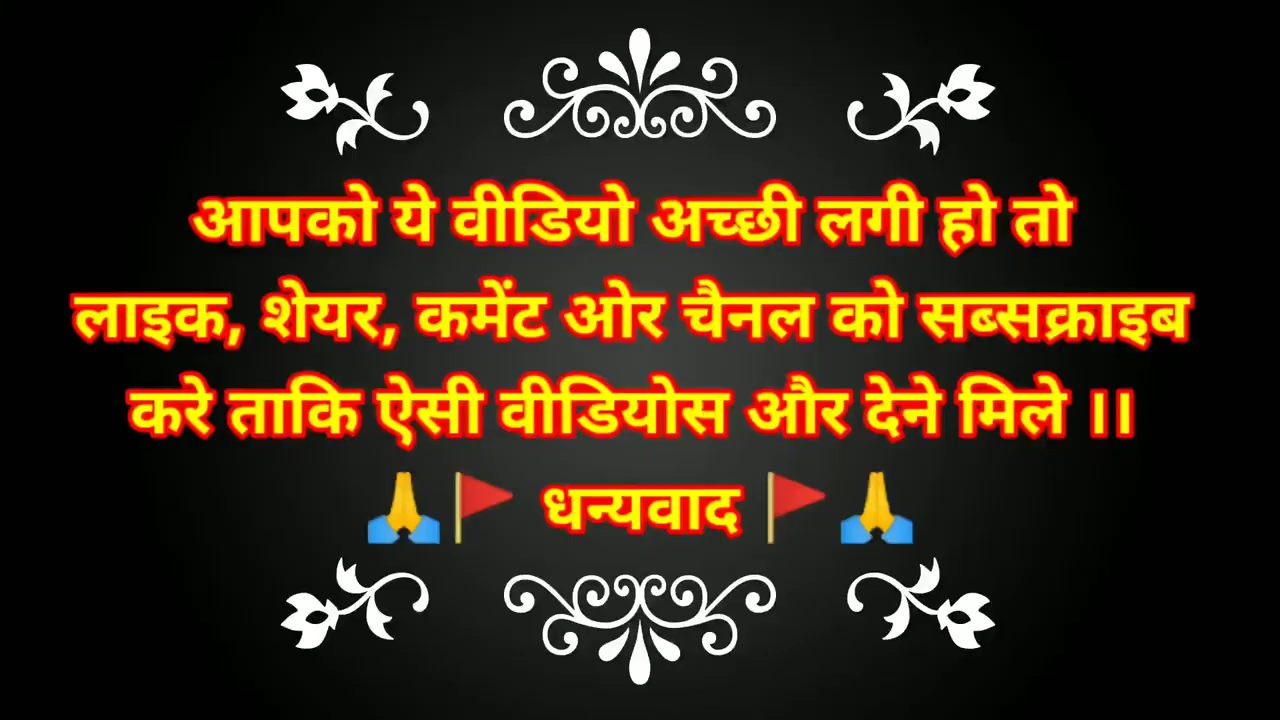 आपको ये वीडियो अच्छी लगी हो तो
लाइक, शेयर, कमेंट ओर चैनल को सब्सक्राइब
करे ताकि ऐसी वीडियोस और देने मिले ।।
🙏🚩 धन्यवाद 🚩🙏